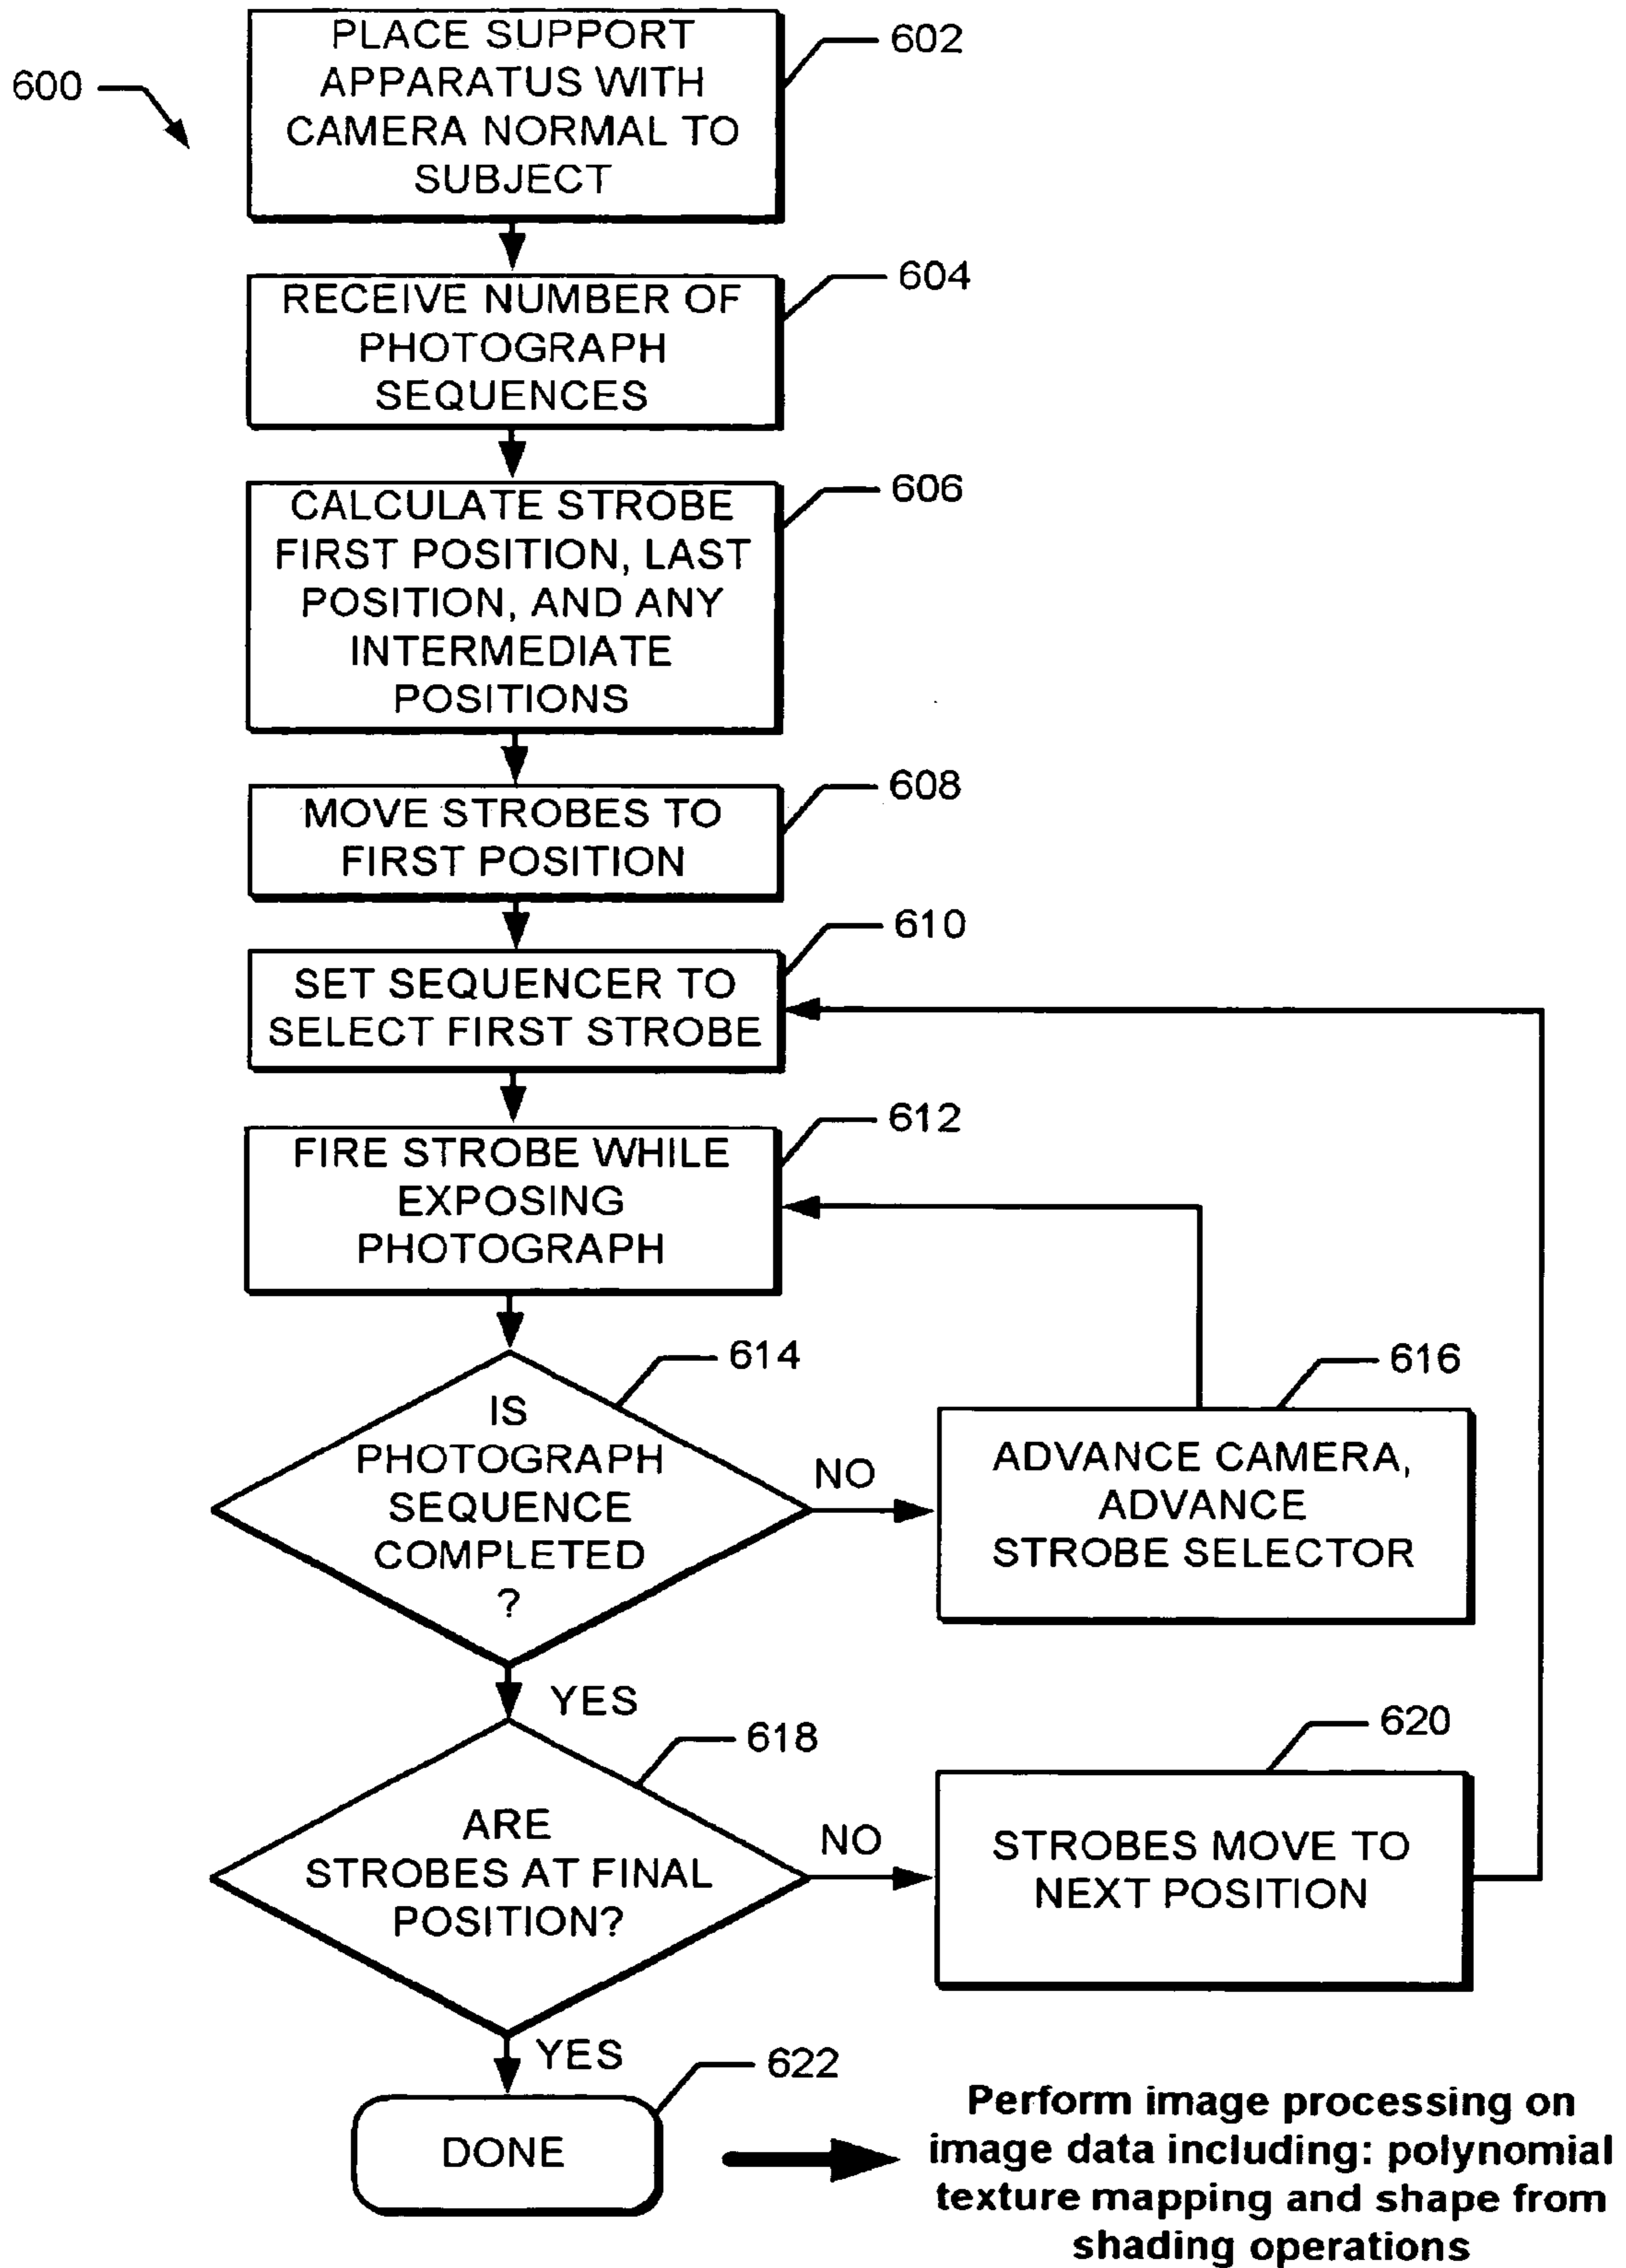 600
PLACE SUPPORT
APPARATUS WITH
CAMERA NORMAL TO
SUBJECT
602
RECEIVE NUMBER OF
PHOTOGRAPH
SEQUENCES
604
CALCULATE STROBE
FIRST POSITION, LAST
POSITION, AND ANY
INTERMEDIATE
POSITIONS
606
MOVE STROBES TO
FIRST POSITION
608
SET SEQUENCER TO
SELECT FIRST STROBE
610
FIRE STROBE WHILE
EXPOSING
PHOTOGRAPH
612
IS
PHOTOGRAPH
SEQUENCE
COMPLETED
?
614
NO
ADVANCE CAMERA,
ADVANCE
STROBE SELECTOR
616
YES
ARE
STROBES AT FINAL
POSITION?
618
NO
STROBES MOVE TO
NEXT POSITION
620
YES
DONE
622
Perform image processing on
image data including: polynomial
texture mapping and shape from
shading operations